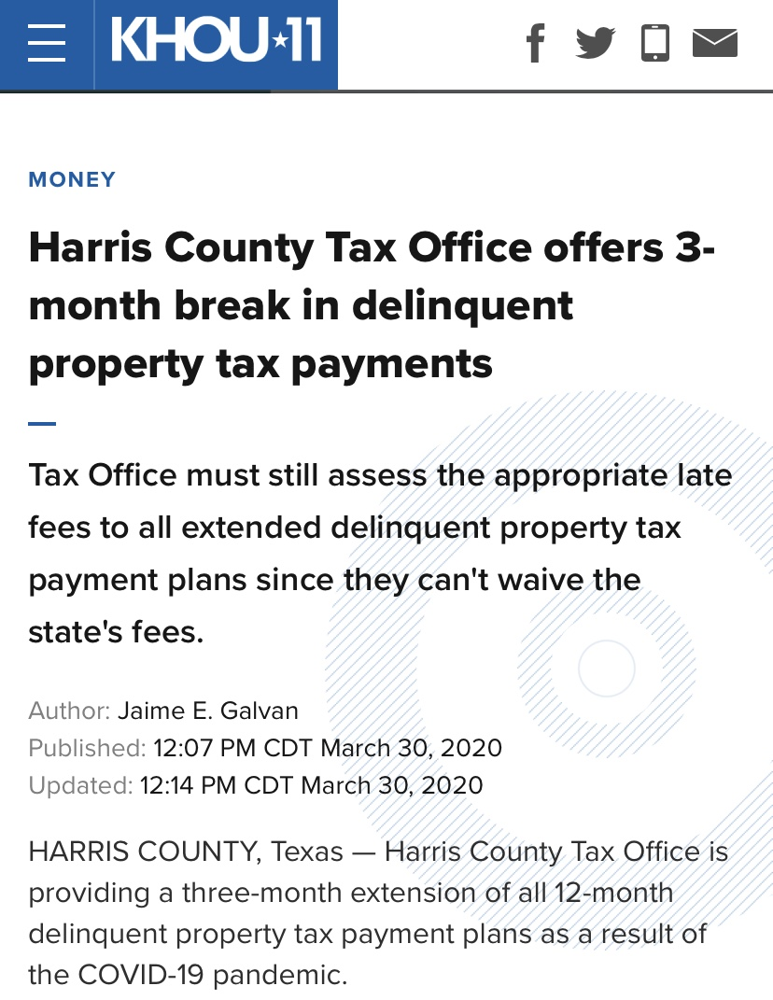 KHOU★11
MONEY
Harris County Tax Office offers 3-
month break in delinquent
property tax payments
Tax Office must still assess the appropriate late
fees to all extended delinquent property tax
payment plans since they can't waive the
state's fees.
Author: Jaime E. Galvan
Published: 12:07 PM CDT March 30, 2020
Updated: 12:14 PM CDT March 30, 2020
HARRIS COUNTY, Texas — Harris County Tax Office is
providing a three-month extension of all 12-month
delinquent property tax payment plans as a result of
the COVID-19 pandemic.